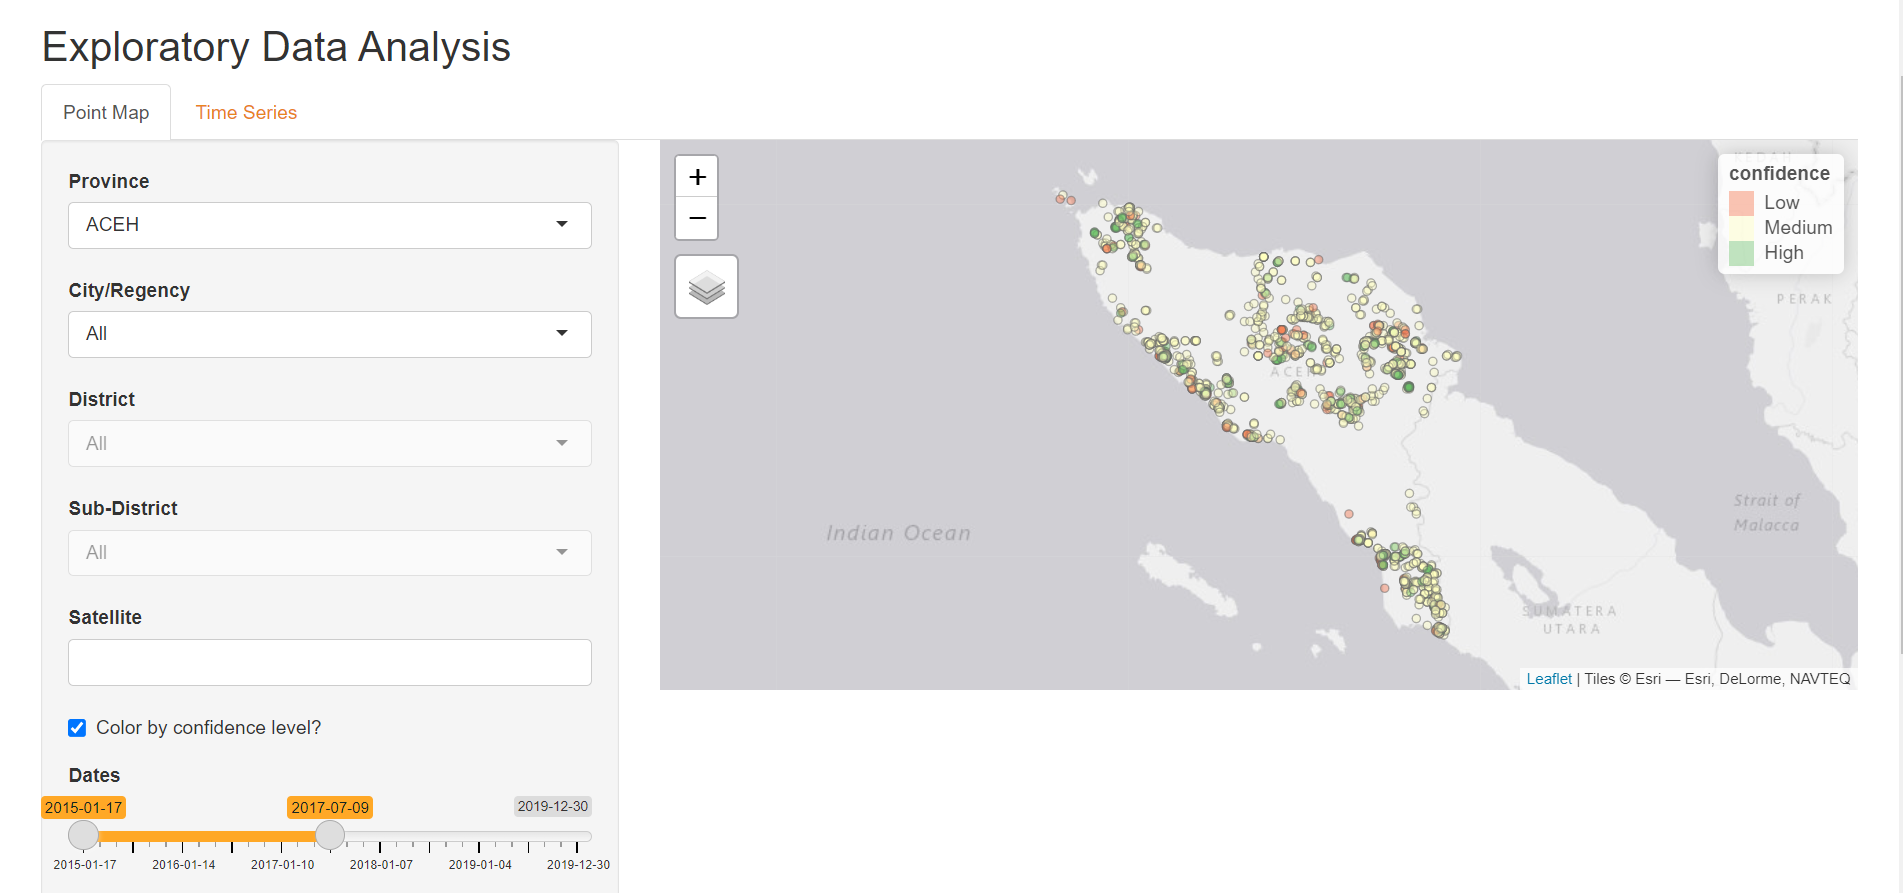 Exploratory Data Analysis
Point Map
Time Series
Province
ACEH
City/Regency
All
District
All
Sub-District
All
Satellite
Color by confidence level?
Dates
2015-01-17
2017-07-09
2019-12-30
2015-01-17
2016-01-14
2017-01-10
2018-01-07
2019-01-04
2019-12-30
+
−
KEDAH
confidence
Low
Medium
High
PERAK
ACEH
Indian Ocean
Strait of
Malacca
SUMATERA
UTARA
Leaflet | Tiles © Esri — Esri, DeLorme, NAVTEQ